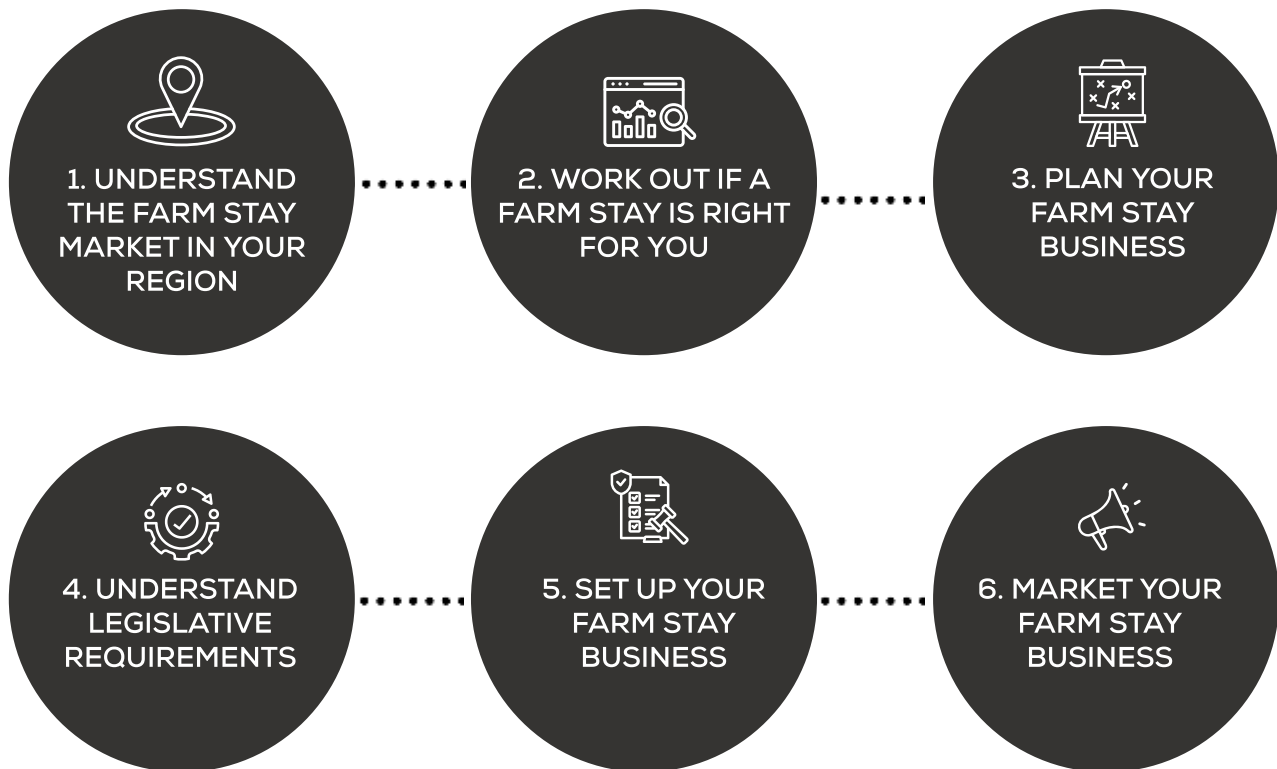 1. UNDERSTAND
THE FARM STAY
MARKET IN YOUR
REGION
2. WORK OUT IF A
FARM STAY IS RIGHT
FOR YOU
3. PLAN YOUR
FARM STAY
BUSINESS
4. UNDERSTAND
LEGISLATIVE
REQUIREMENTS
5. SET UP YOUR
FARM STAY
BUSINESS
6. MARKET YOUR
FARM STAY
BUSINESS